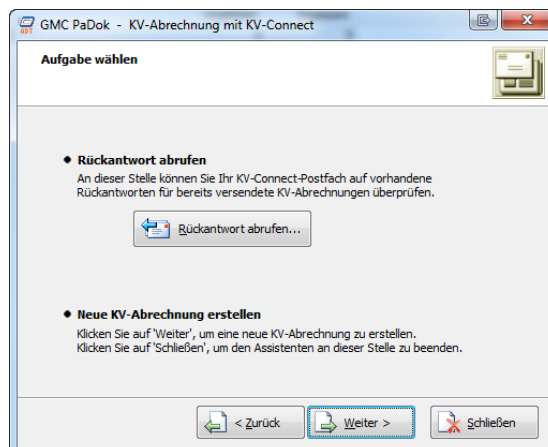 GMC PaDok - KV-Abrechnung mit KV-Connect
Aufgabe wählen
Rückantwort abrufen
An dieser Stelle können Sie Ihr KV-Connect-Postfach auf vorhandene
Rückantworten für bereits versendete KV-Abrechnungen überprüfen.
Rückantwort abrufen...
Neue KV-Abrechnung erstellen
Klicken Sie auf 'Weiter', um eine neue KV-Abrechnung zu erstellen.
Klicken Sie auf 'Schließen', um den Assistenten an dieser Stelle zu beenden.
< Zurück
Weiter >
Schließen